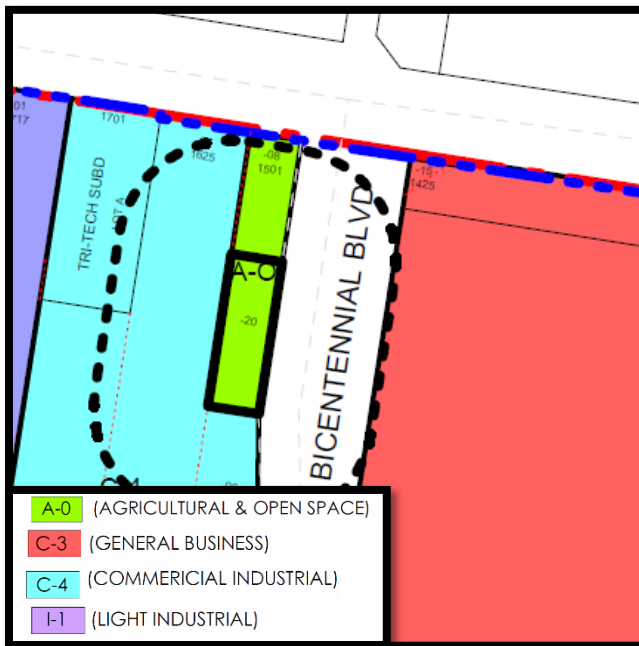 01
717
1701
1625
-08
1501
-15-
1425
TRI-TECH SUBD
LOT A
A-O
-20
BICENTENNIAL BLVD
A-0 (AGRICULTURAL & OPEN SPACE)
C-3 (GENERAL BUSINESS)
C-4 (COMMERICIAL INDUSTRIAL)
I-1 (LIGHT INDUSTRIAL)